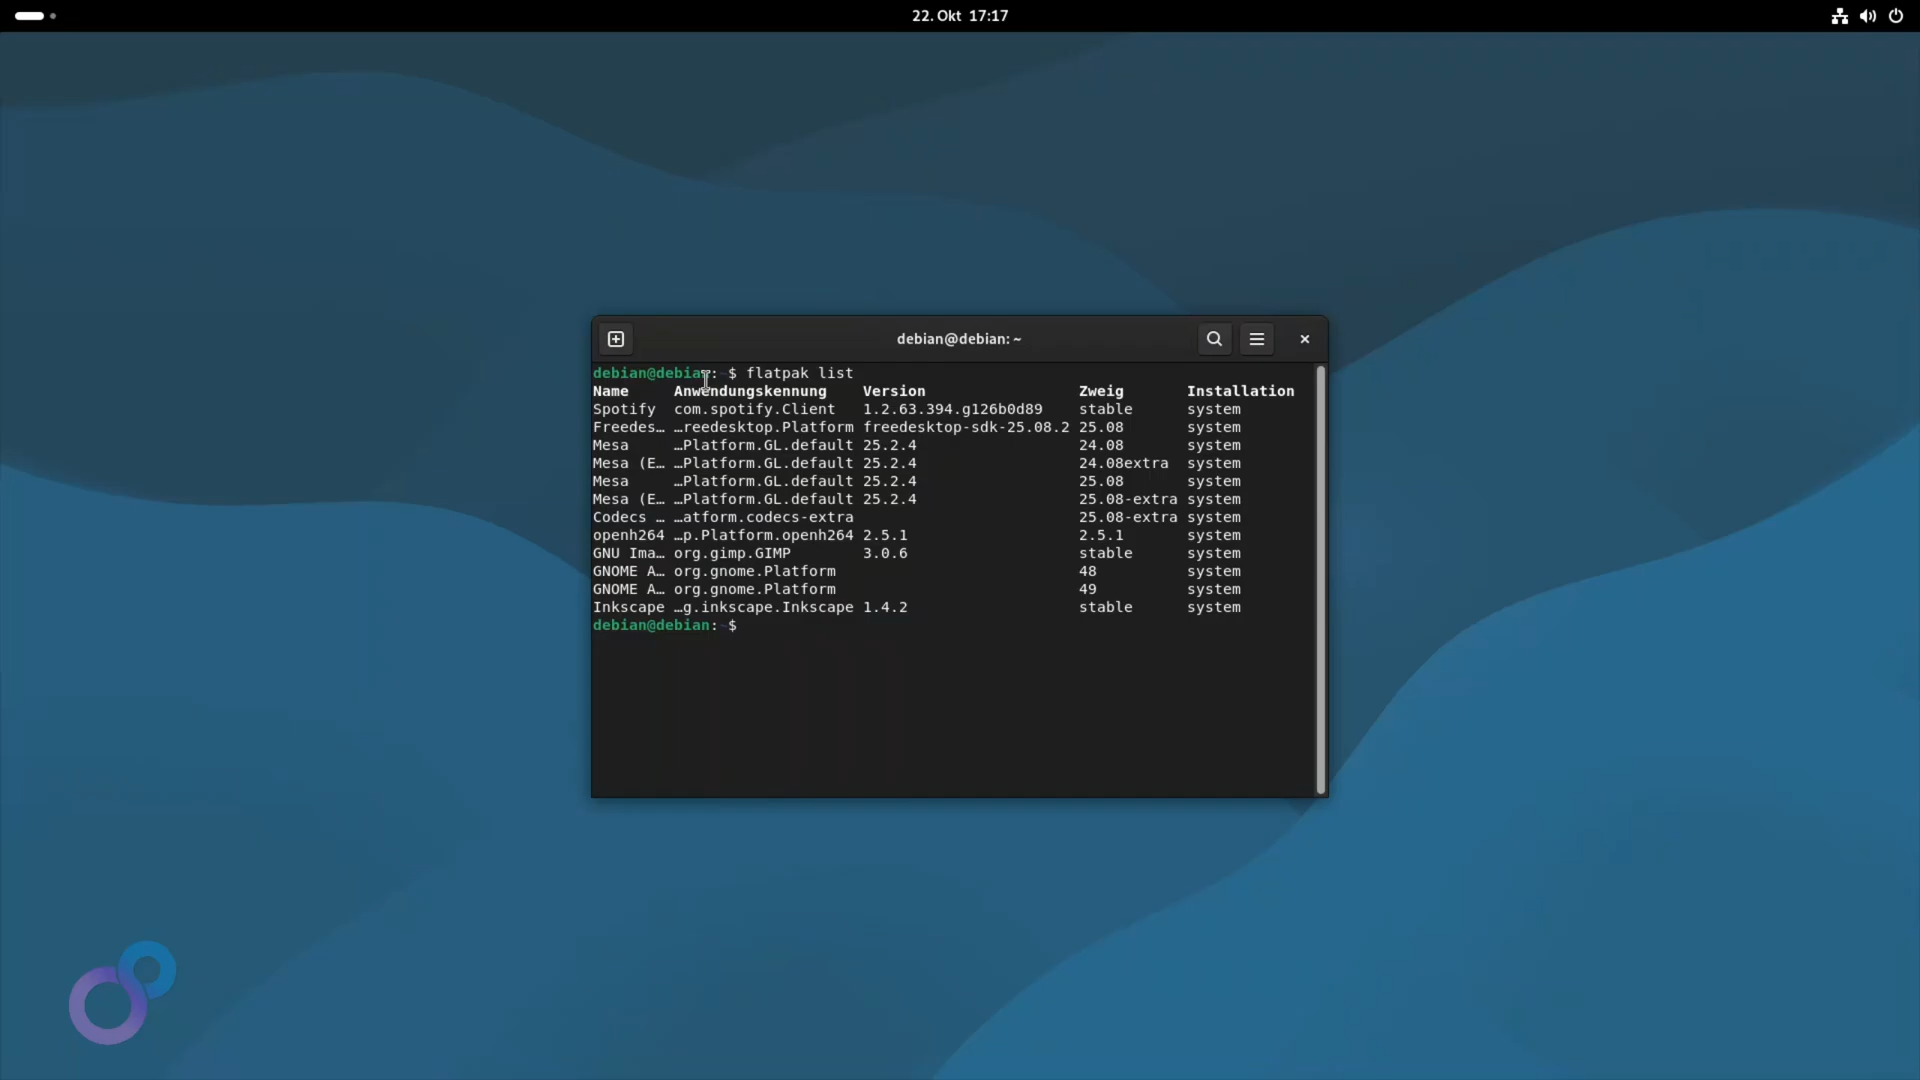 22. Okt 17:17
debian@debian: ~
debian@debian:~$ flatpak list
Name Anwendungskennung Version Zweig Installation
Spotify com.spotify.Client 1.2.63.394.g126b0d89 stable system
Freedes… …reedesktop.Platform freedesktop-sdk-25.08.2 25.08 system
Mesa …Platform.GL.default 25.2.4 24.08 system
Mesa (E… …Platform.GL.default 25.2.4 24.08extra system
Mesa …Platform.GL.default 25.2.4 25.08 system
Mesa (E… …Platform.GL.default 25.2.4 25.08-extra system
Codecs … …atform.codecs-extra 25.08-extra system
openh264 …p.Platform.openh264 2.5.1 2.5.1 system
GNU Ima… org.gimp.GIMP 3.0.6 stable system
GNOME A… org.gnome.Platform 48 system
GNOME A… org.gnome.Platform 49 system
Inkscape …g.inkscape.Inkscape 1.4.2 stable system
debian@debian:~$